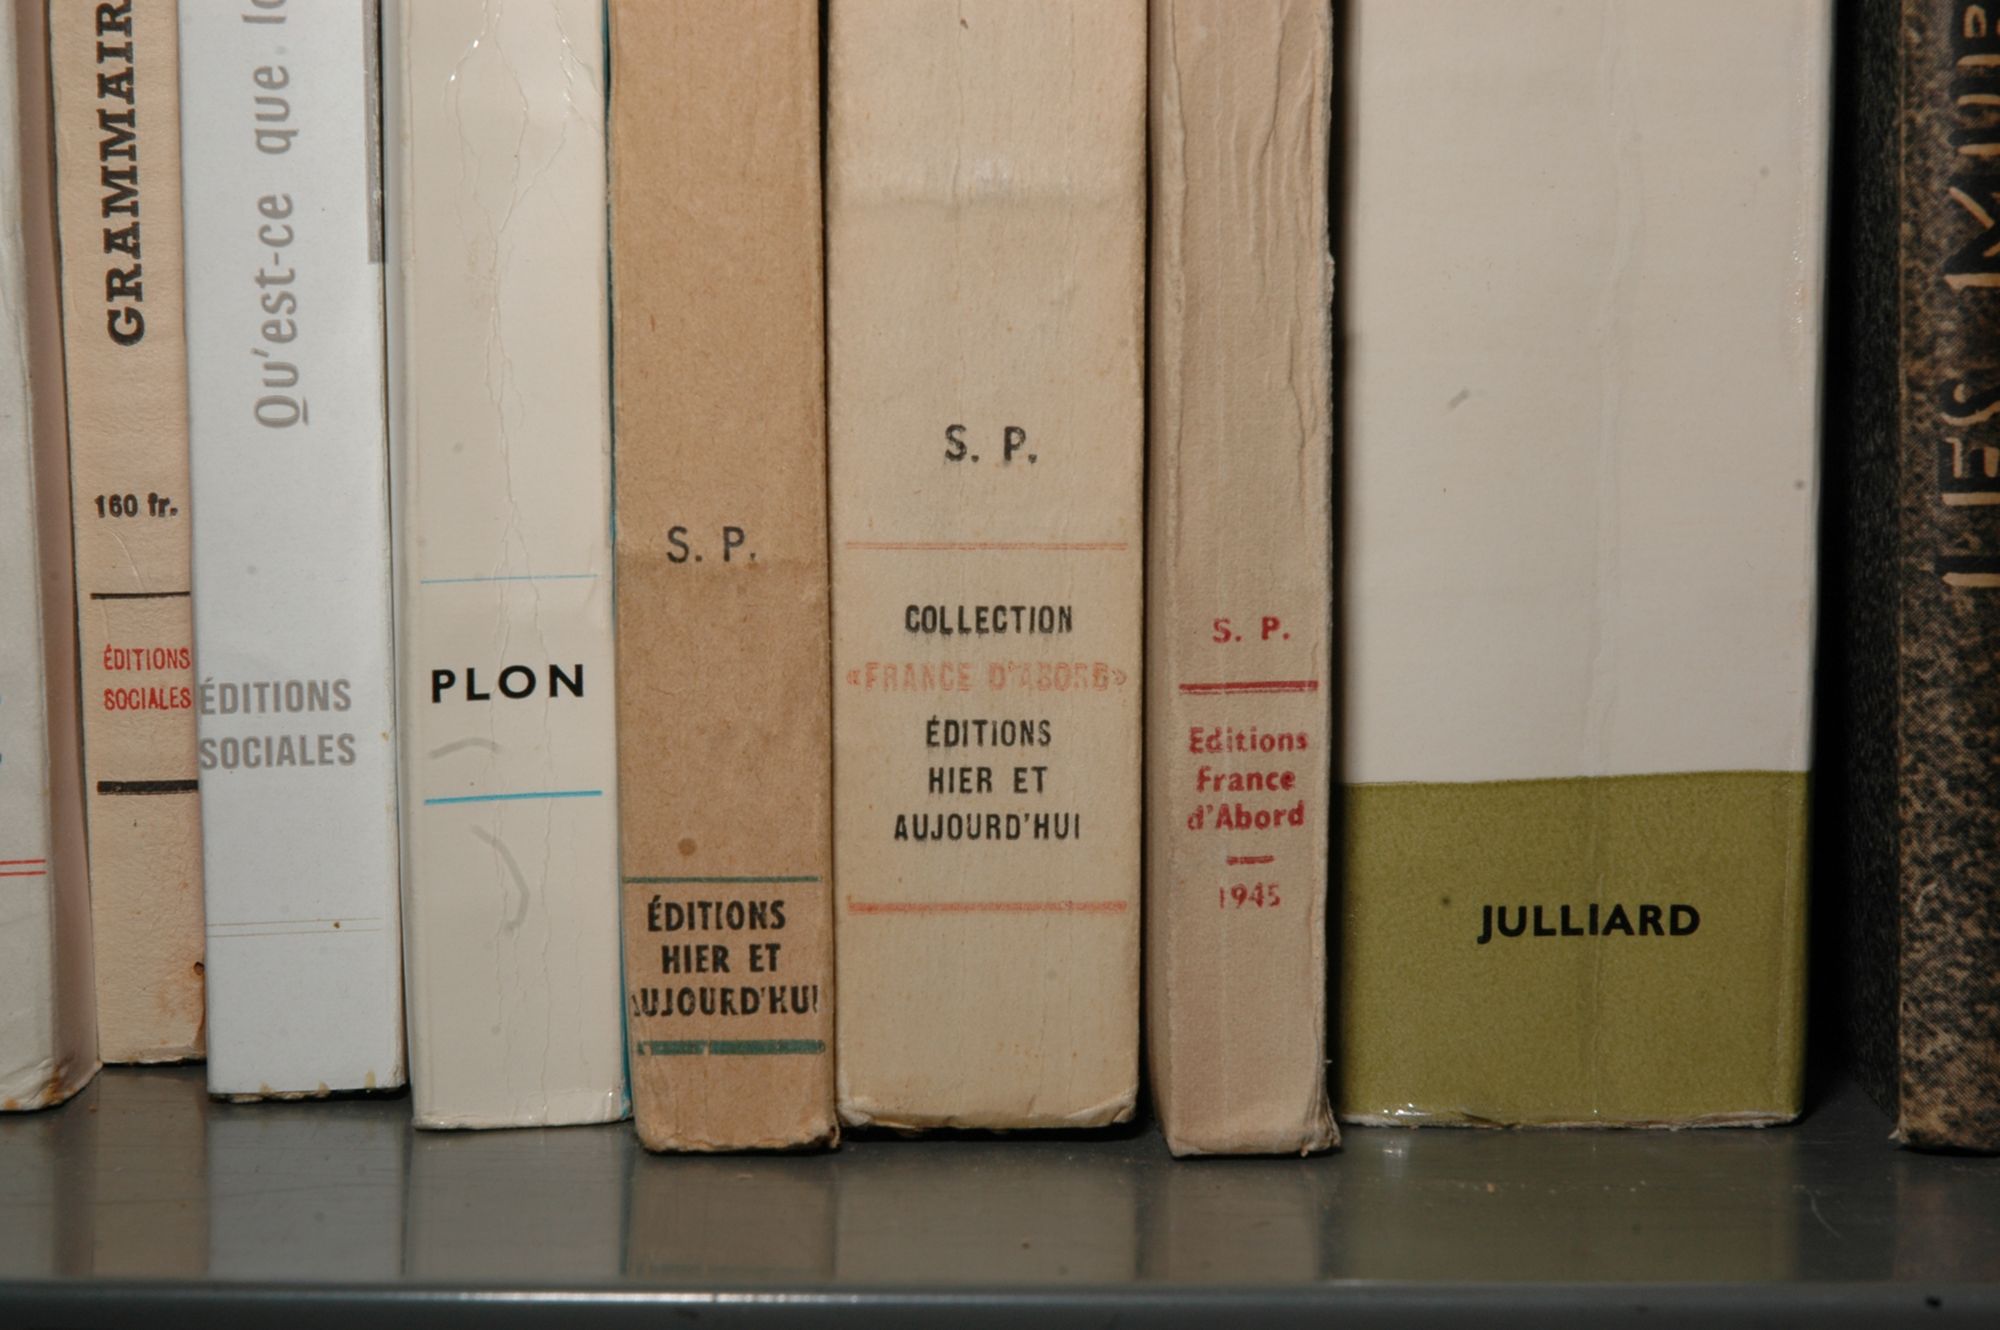 160 fr.
ÉDITIONS
SOCIALES
Qu'est-ce que
ÉDITIONS
SOCIALES
PLON
S. P.
ÉDITIONS
HIER ET
AUJOURD'HUI
S. P.
COLLECTION
«FRANCE D'ABORD»
ÉDITIONS
HIER ET
AUJOURD'HUI
S. P.
Editions
France
d'Abord
1945
JULLIARD